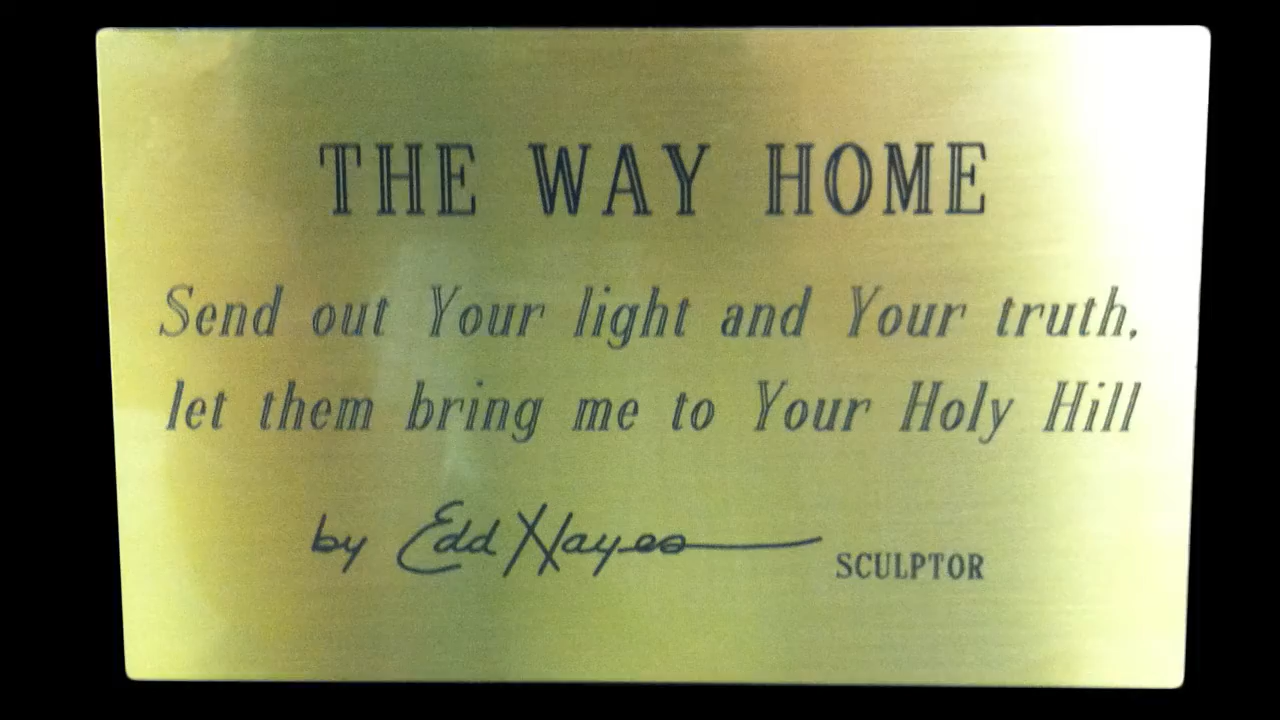 THE WAY HOME
Send out Your light and Your truth,
let them bring me to Your Holy Hill
by Edd Hayes SCULPTOR